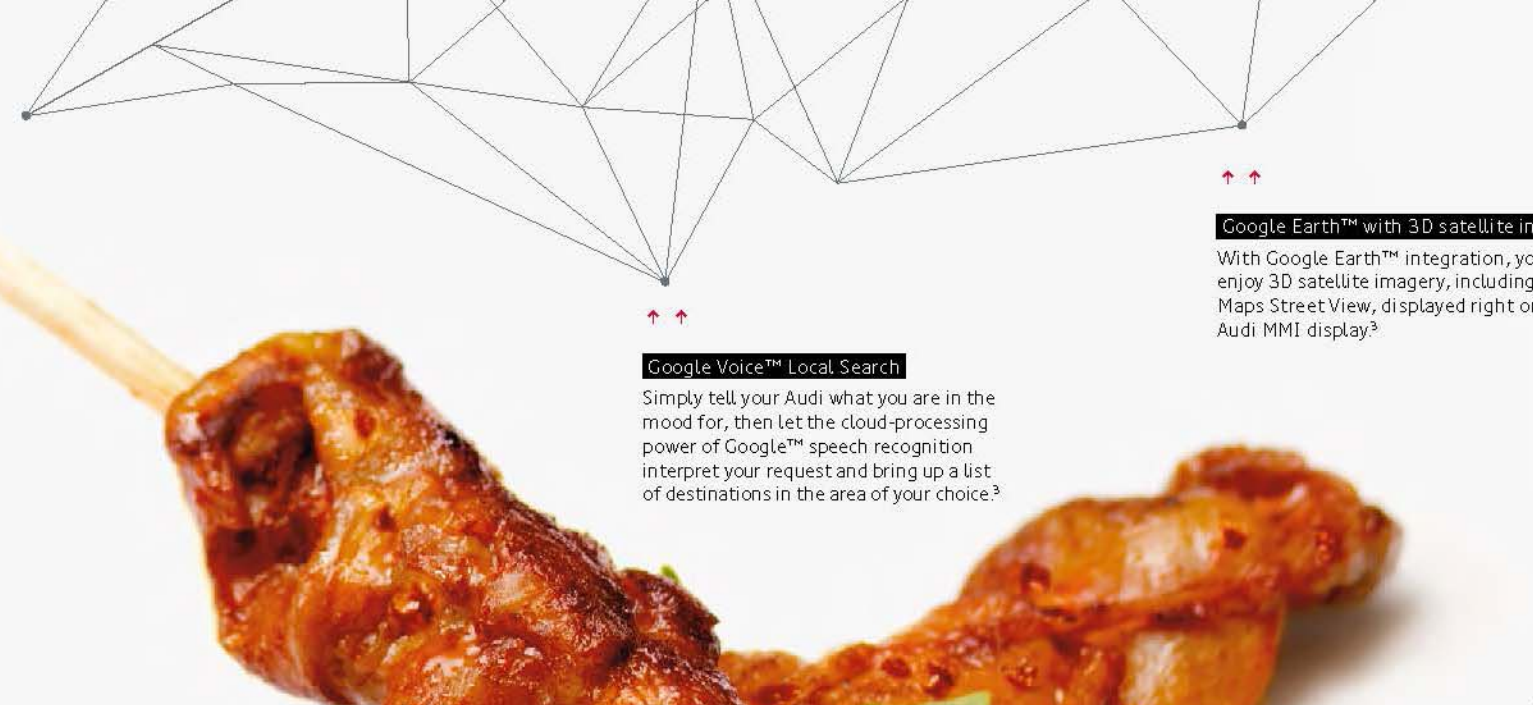 Google Voice™ Local Search
Simply tell your Audi what you are in the
mood for, then let the cloud-processing
power of Google™ speech recognition
interpret your request and bring up a list
of destinations in the area of your choice.³
Google Earth™ with 3D satellite
With Google Earth™ integration,
enjoy 3D satellite imagery, including
Maps Street View, displayed right
Audi MMI display.³